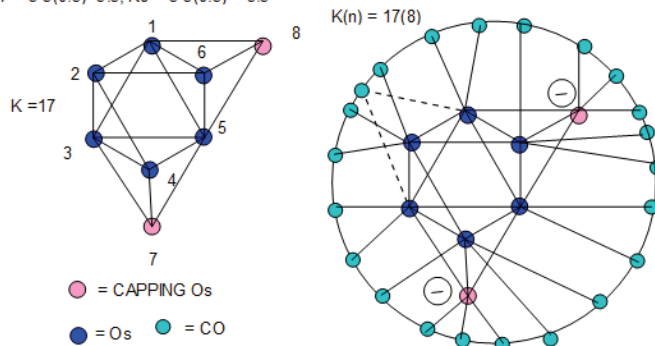 K(n) = 17(8)
1
8
6
2
K =17
5
3
4
7
= CAPPING Os
= Os
= CO
−
−